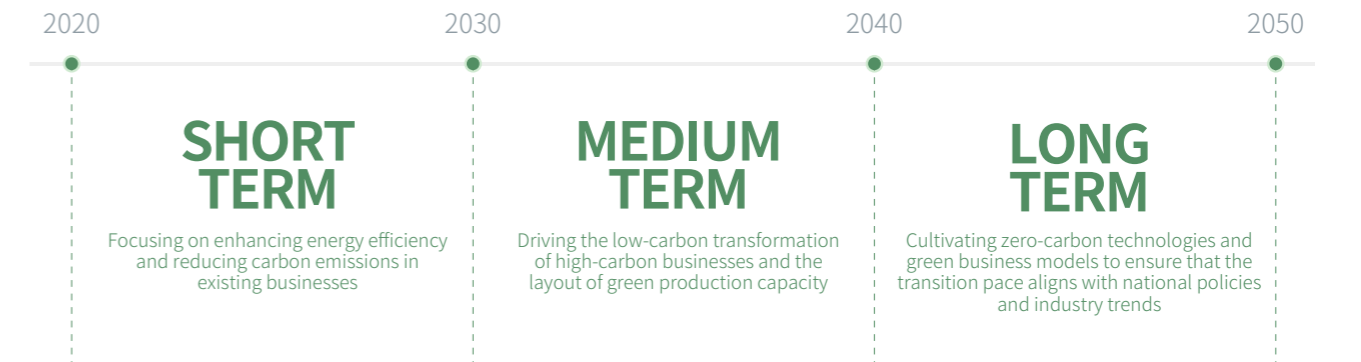 2020
2030
2040
2050
SHORT
TERM
Focusing on enhancing energy efficiency
and reducing carbon emissions in
existing businesses
MEDIUM
TERM
Driving the low-carbon transformation
of high-carbon businesses and the
layout of green production capacity
LONG
TERM
Cultivating zero-carbon technologies and
green business models to ensure that the
transition pace aligns with national policies
and industry trends